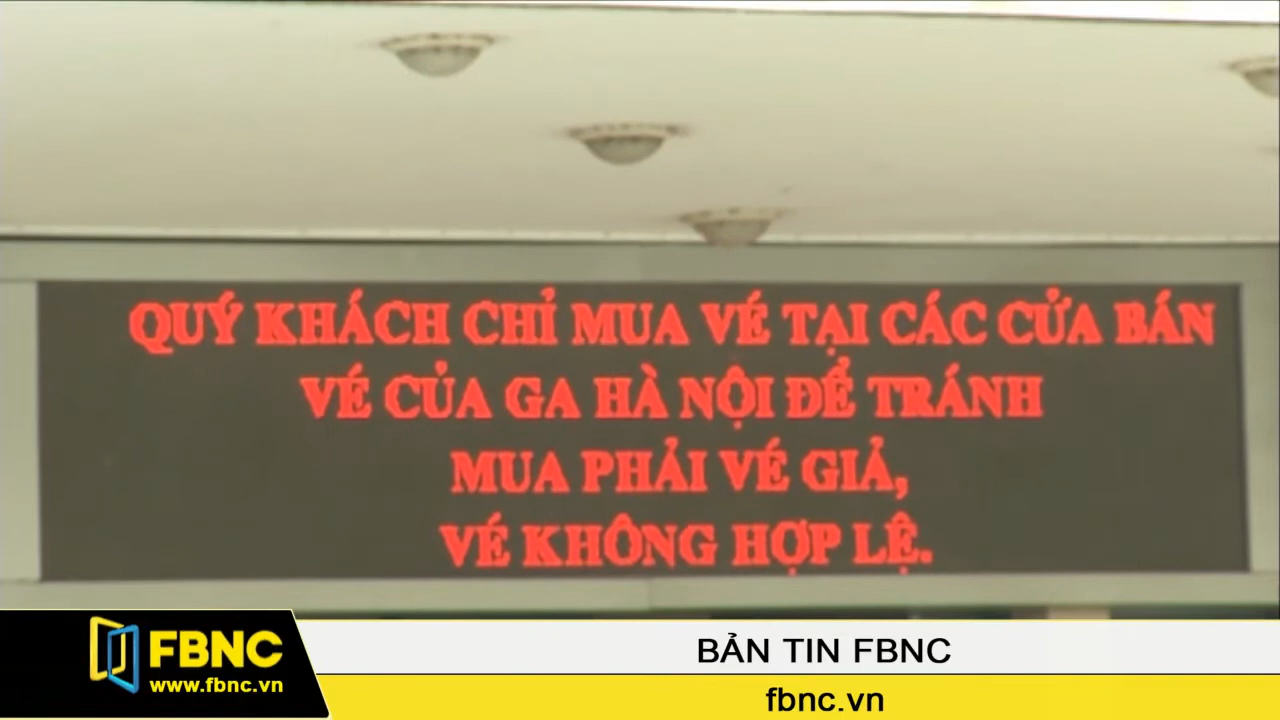 QUÝ KHÁCH CHỈ MUA VÉ TẠI CÁC CỬA BÁN
VÉ CỦA GA HÀ NỘI ĐỂ TRÁNH
MUA PHẢI VÉ GIẢ,
VÉ KHÔNG HỢP LỆ.
FBNC
www.fbnc.vn
BẢN TIN FBNC
fbnc.vn